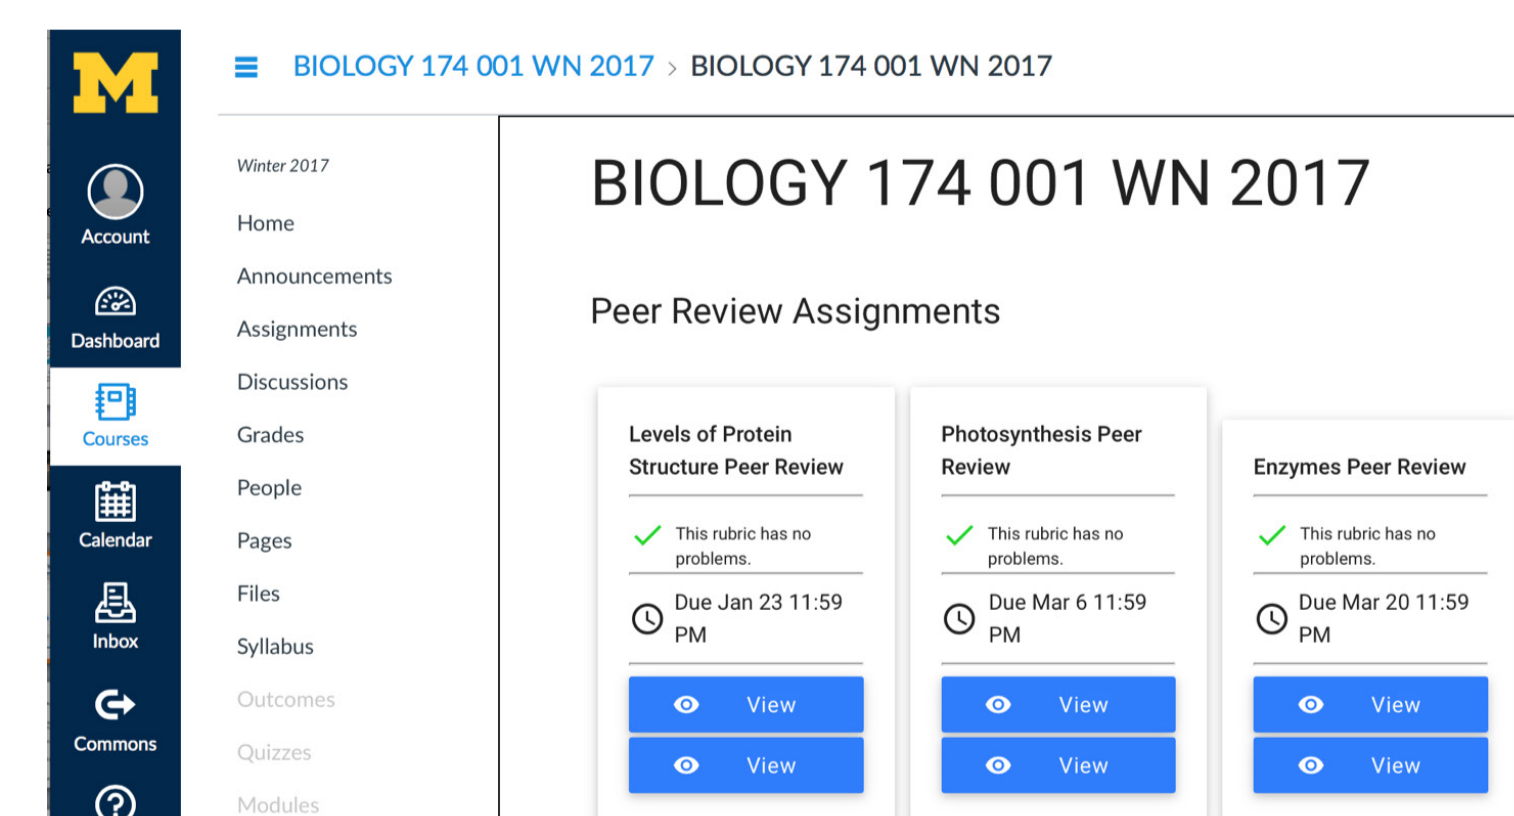 M
BIOLOGY 174 001 WN 2017 > BIOLOGY 174 001 WN 2017
Account
Dashboard
Courses
Calendar
Inbox
Commons
Winter 2017
Home
Announcements
Assignments
Discussions
Grades
People
Pages
Files
Syllabus
Outcomes
Quizzes
Modules
BIOLOGY 174 001 WN 2017
Peer Review Assignments
Levels of Protein
Structure Peer Review
This rubric has no
problems.
Due Jan 23 11:59
PM
View
View
Photosynthesis Peer
Review
This rubric has no
problems.
Due Mar 6 11:59
PM
View
View
Enzymes Peer Review
This rubric has no
problems.
Due Mar 20 11:59
PM
View
View